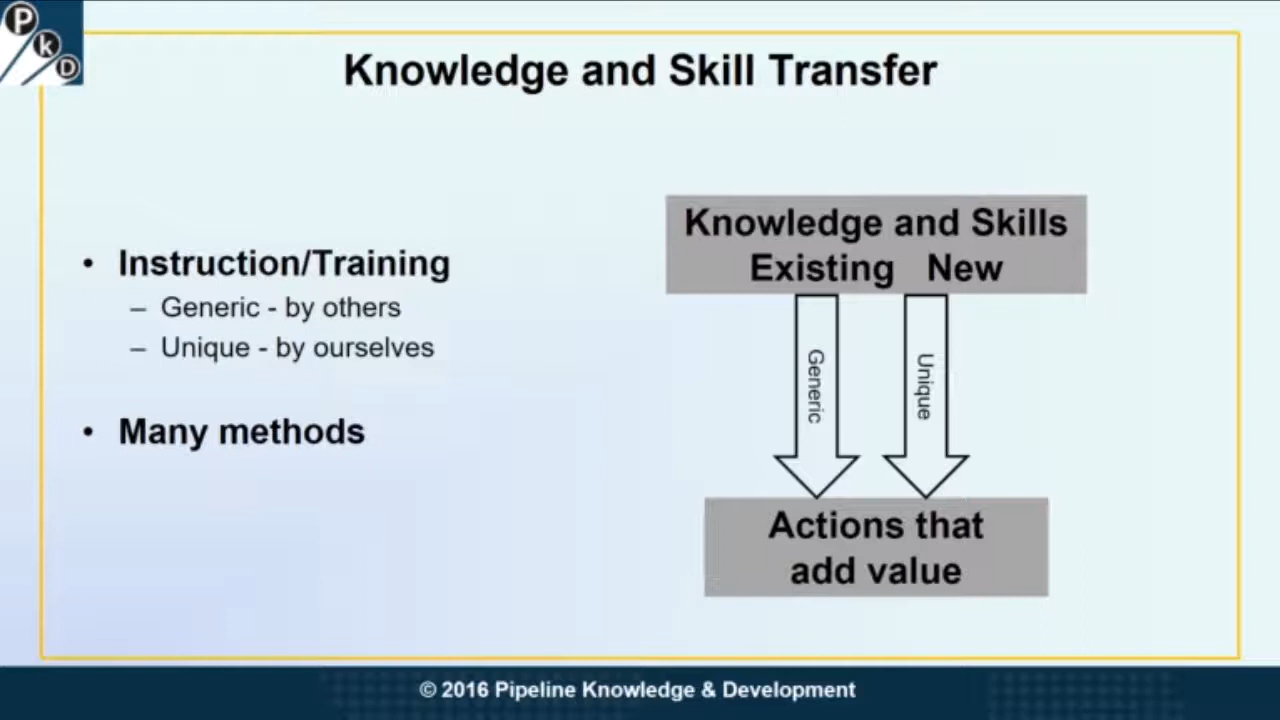 P
k
D
Knowledge and Skill Transfer
• Instruction/Training
– Generic - by others
– Unique - by ourselves
• Many methods
Knowledge and Skills
Existing New
Generic
Unique
Actions that
add value
© 2016 Pipeline Knowledge & Development